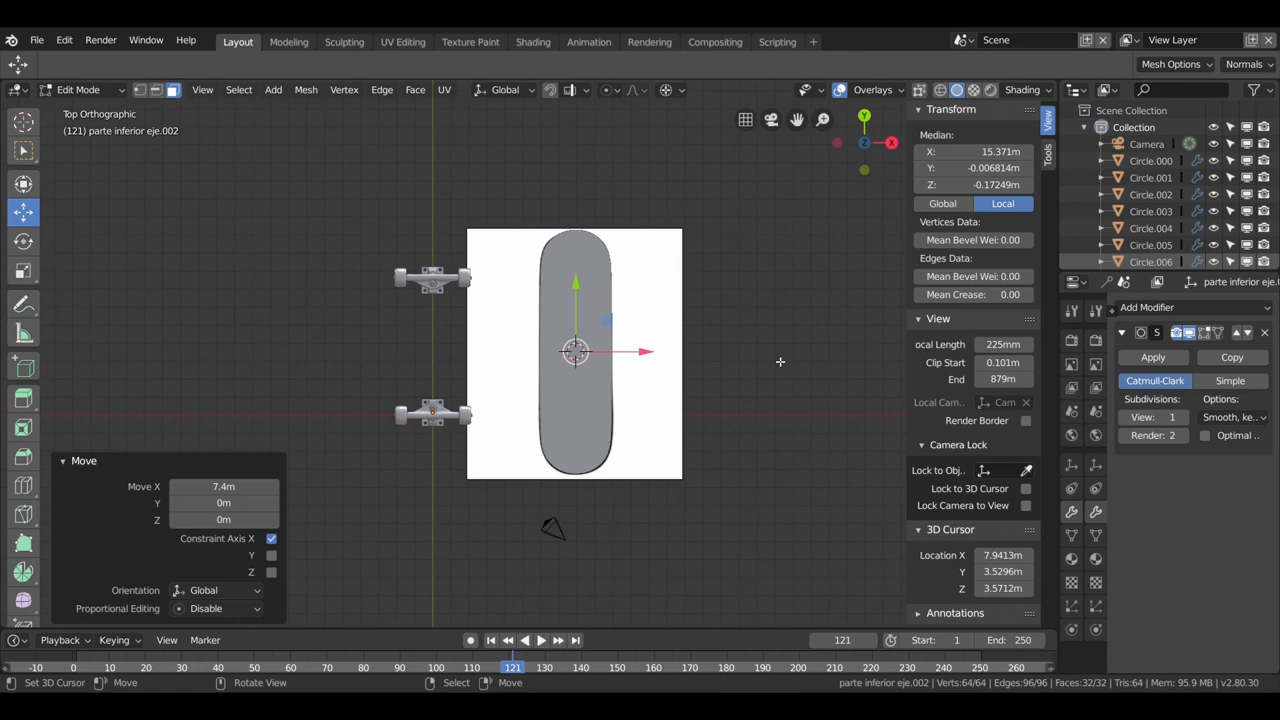 File Edit Render Window Help Layout Modeling Sculpting UV Editing Texture Paint Shading Animation Rendering Compositing Scripting + Scene View Layer
Mesh Options Normals
Edit Mode View Select Add Mesh Vertex Edge Face UV Global Overlays Shading
Top Orthographic
(121) parte inferior eje.002
Y
X
Z
Transform
Median:
X: 15.371m
Y: -0.006814m
Z: -0.17249m
Global Local
Vertices Data:
Mean Bevel Wei: 0.00
Edges Data:
Mean Bevel Wei: 0.00
Mean Crease: 0.00
View
ocal Length 225mm
Clip Start 0.101m
End 879m
Local Cam.. Cam
Render Border
Camera Lock
Lock to Obj..
Lock to 3D Cursor
Lock Camera to View
3D Cursor
Location X 7.9413m
Y 3.5296m
Z 3.5712m
Annotations
View
Tools
Scene Collection
Collection
Camera
Circle.000
Circle.001
Circle.002
Circle.003
Circle.004
Circle.005
Circle.006
parte inferior eje.0
Add Modifier
S
Apply Copy
Catmull-Clark Simple
Subdivisions: Options:
View: 1 Smooth, ke..
Render: 2 Optimal ..
Move
Move X 7.4m
Y 0m
Z 0m
Constraint Axis X
Y
Z
Orientation Global
Proportional Editing Disable
Playback Keying View Marker 121 Start: 1 End: 250
-10 0 10 20 30 40 50 60 70 80 90 100 110 121 130 140 150 160 170 180 190 200 210 220 230 240 250 260
Set 3D Cursor Move Rotate View Select Move parte inferior eje.002 | Verts:64/64 | Edges:96/96 | Faces:32/32 | Tris:64 | Mem: 95.9 MB | v2.80.30